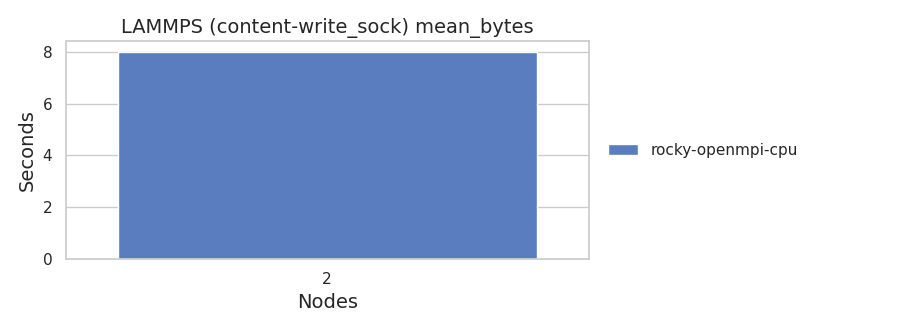 LAMMPS (content-write_sock) mean_bytes
Seconds
8
6
4
2
0
2
Nodes
rocky-openmpi-cpu